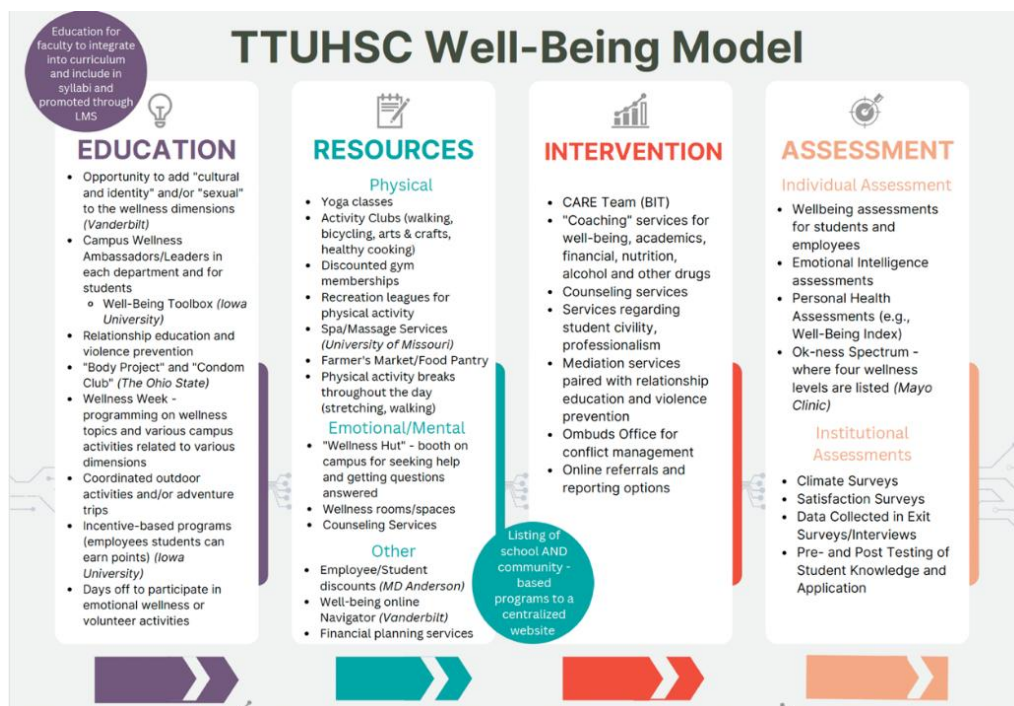 Education for
faculty to integrate
into curriculum
and include in
syllabi and
promoted through
LMS
TTUHSC Well-Being Model
EDUCATION
• Opportunity to add "cultural
and identity" and/or "sexual"
to the wellness dimensions
(Vanderbilt)
• Campus Wellness
Ambassadors/Leaders in
each department and for
students
○ Well-Being Toolbox (Iowa
University)
• Relationship education and
violence prevention
• "Body Project" and "Condom
Club" (The Ohio State)
• Wellness Week -
programming on wellness
topics and various campus
activities related to various
dimensions
• Coordinated outdoor
activities and/or adventure
trips
• Incentive-based programs
(employees students can
earn points) (Iowa
University)
• Days off to participate in
emotional wellness or
volunteer activities
RESOURCES
Physical
• Yoga classes
• Activity Clubs (walking,
bicycling, arts & crafts,
healthy cooking)
• Discounted gym
memberships
• Recreation leagues for
physical activity
• Spa/Massage Services
(University of Missouri)
• Farmer's Market/Food Pantry
• Physical activity breaks
throughout the day
(stretching, walking)
Emotional/Mental
• "Wellness Hut" - booth on
campus for seeking help
and getting questions
answered
• Wellness rooms/spaces
• Counseling Services
Other
• Employee/Student
discounts (MD Anderson)
• Well-being online
Navigator (Vanderbilt)
• Financial planning services
Listing of
school AND
community -
based
programs to a
centralized
website
INTERVENTION
• CARE Team (BIT)
• "Coaching" services for
well-being, academics,
financial, nutrition,
alcohol and other drugs
• Counseling services
• Services regarding
student civility,
professionalism
• Mediation services
paired with relationship
education and violence
prevention
• Ombuds Office for
conflict management
• Online referrals and
reporting options
ASSESSMENT
Individual Assessment
• Wellbeing assessments
for students and
employees
• Emotional Intelligence
assessments
• Personal Health
Assessments (e.g.,
Well-Being Index)
• Ok-ness Spectrum -
where four wellness
levels are listed (Mayo
Clinic)
Institutional
Assessments
• Climate Surveys
• Satisfaction Surveys
• Data Collected in Exit
Surveys/Interviews
• Pre- and Post Testing of
Student Knowledge and
Application